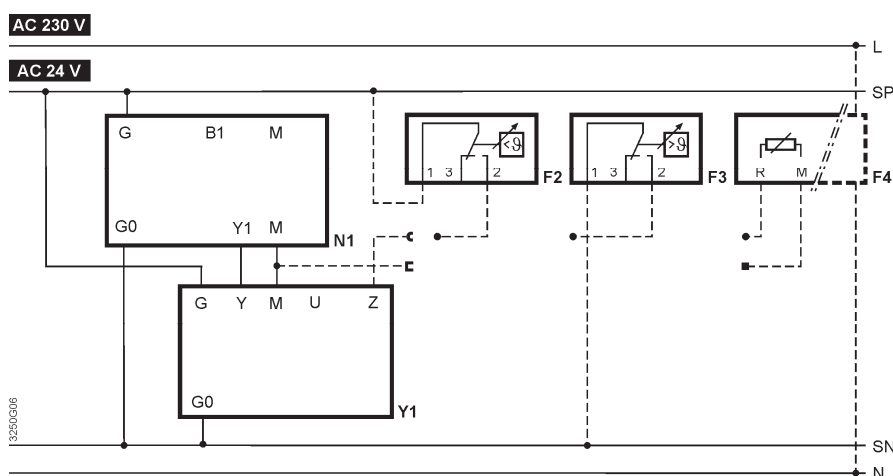 AC 230 V
L
AC 24 V
SP
G B1 M
<ϑ
>ϑ
1 3 2 F2
1 3 2 F3
R M F4
G0 Y1 M N1
G Y M U Z
G0 Y1
3250G06
SN
N